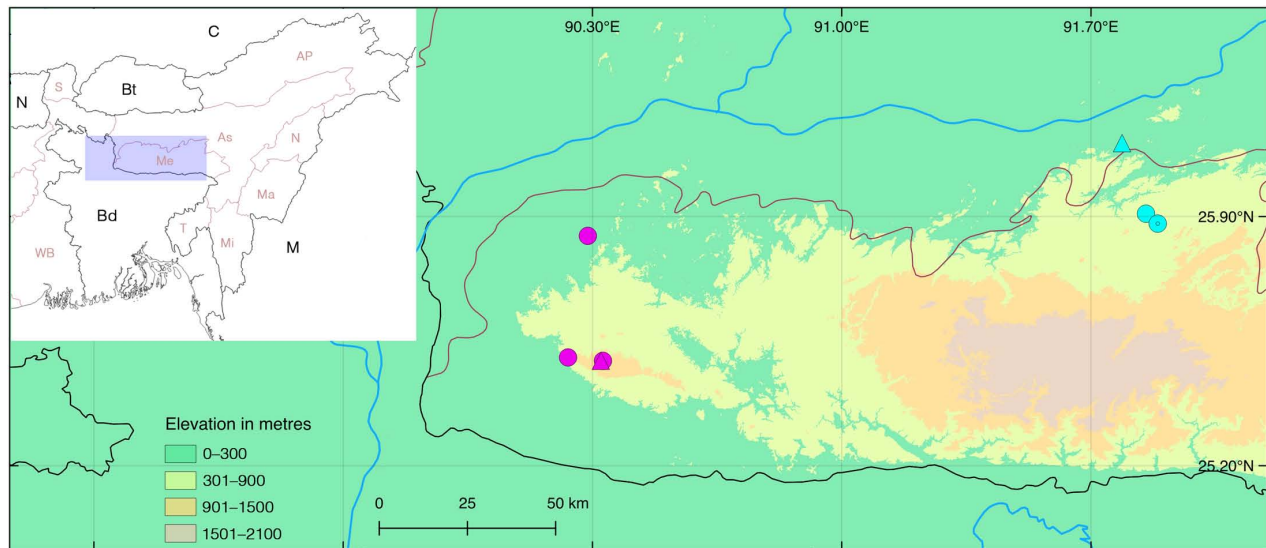 90.30°E 91.00°E 91.70°E
C
AP
S
Bt
N
As
N
Me
Ma
Bd
T
WB
Mi
M
25.90°N
25.20°N
Elevation in metres
0–300
301–900
901–1500
1501–2100
0 25 50 km